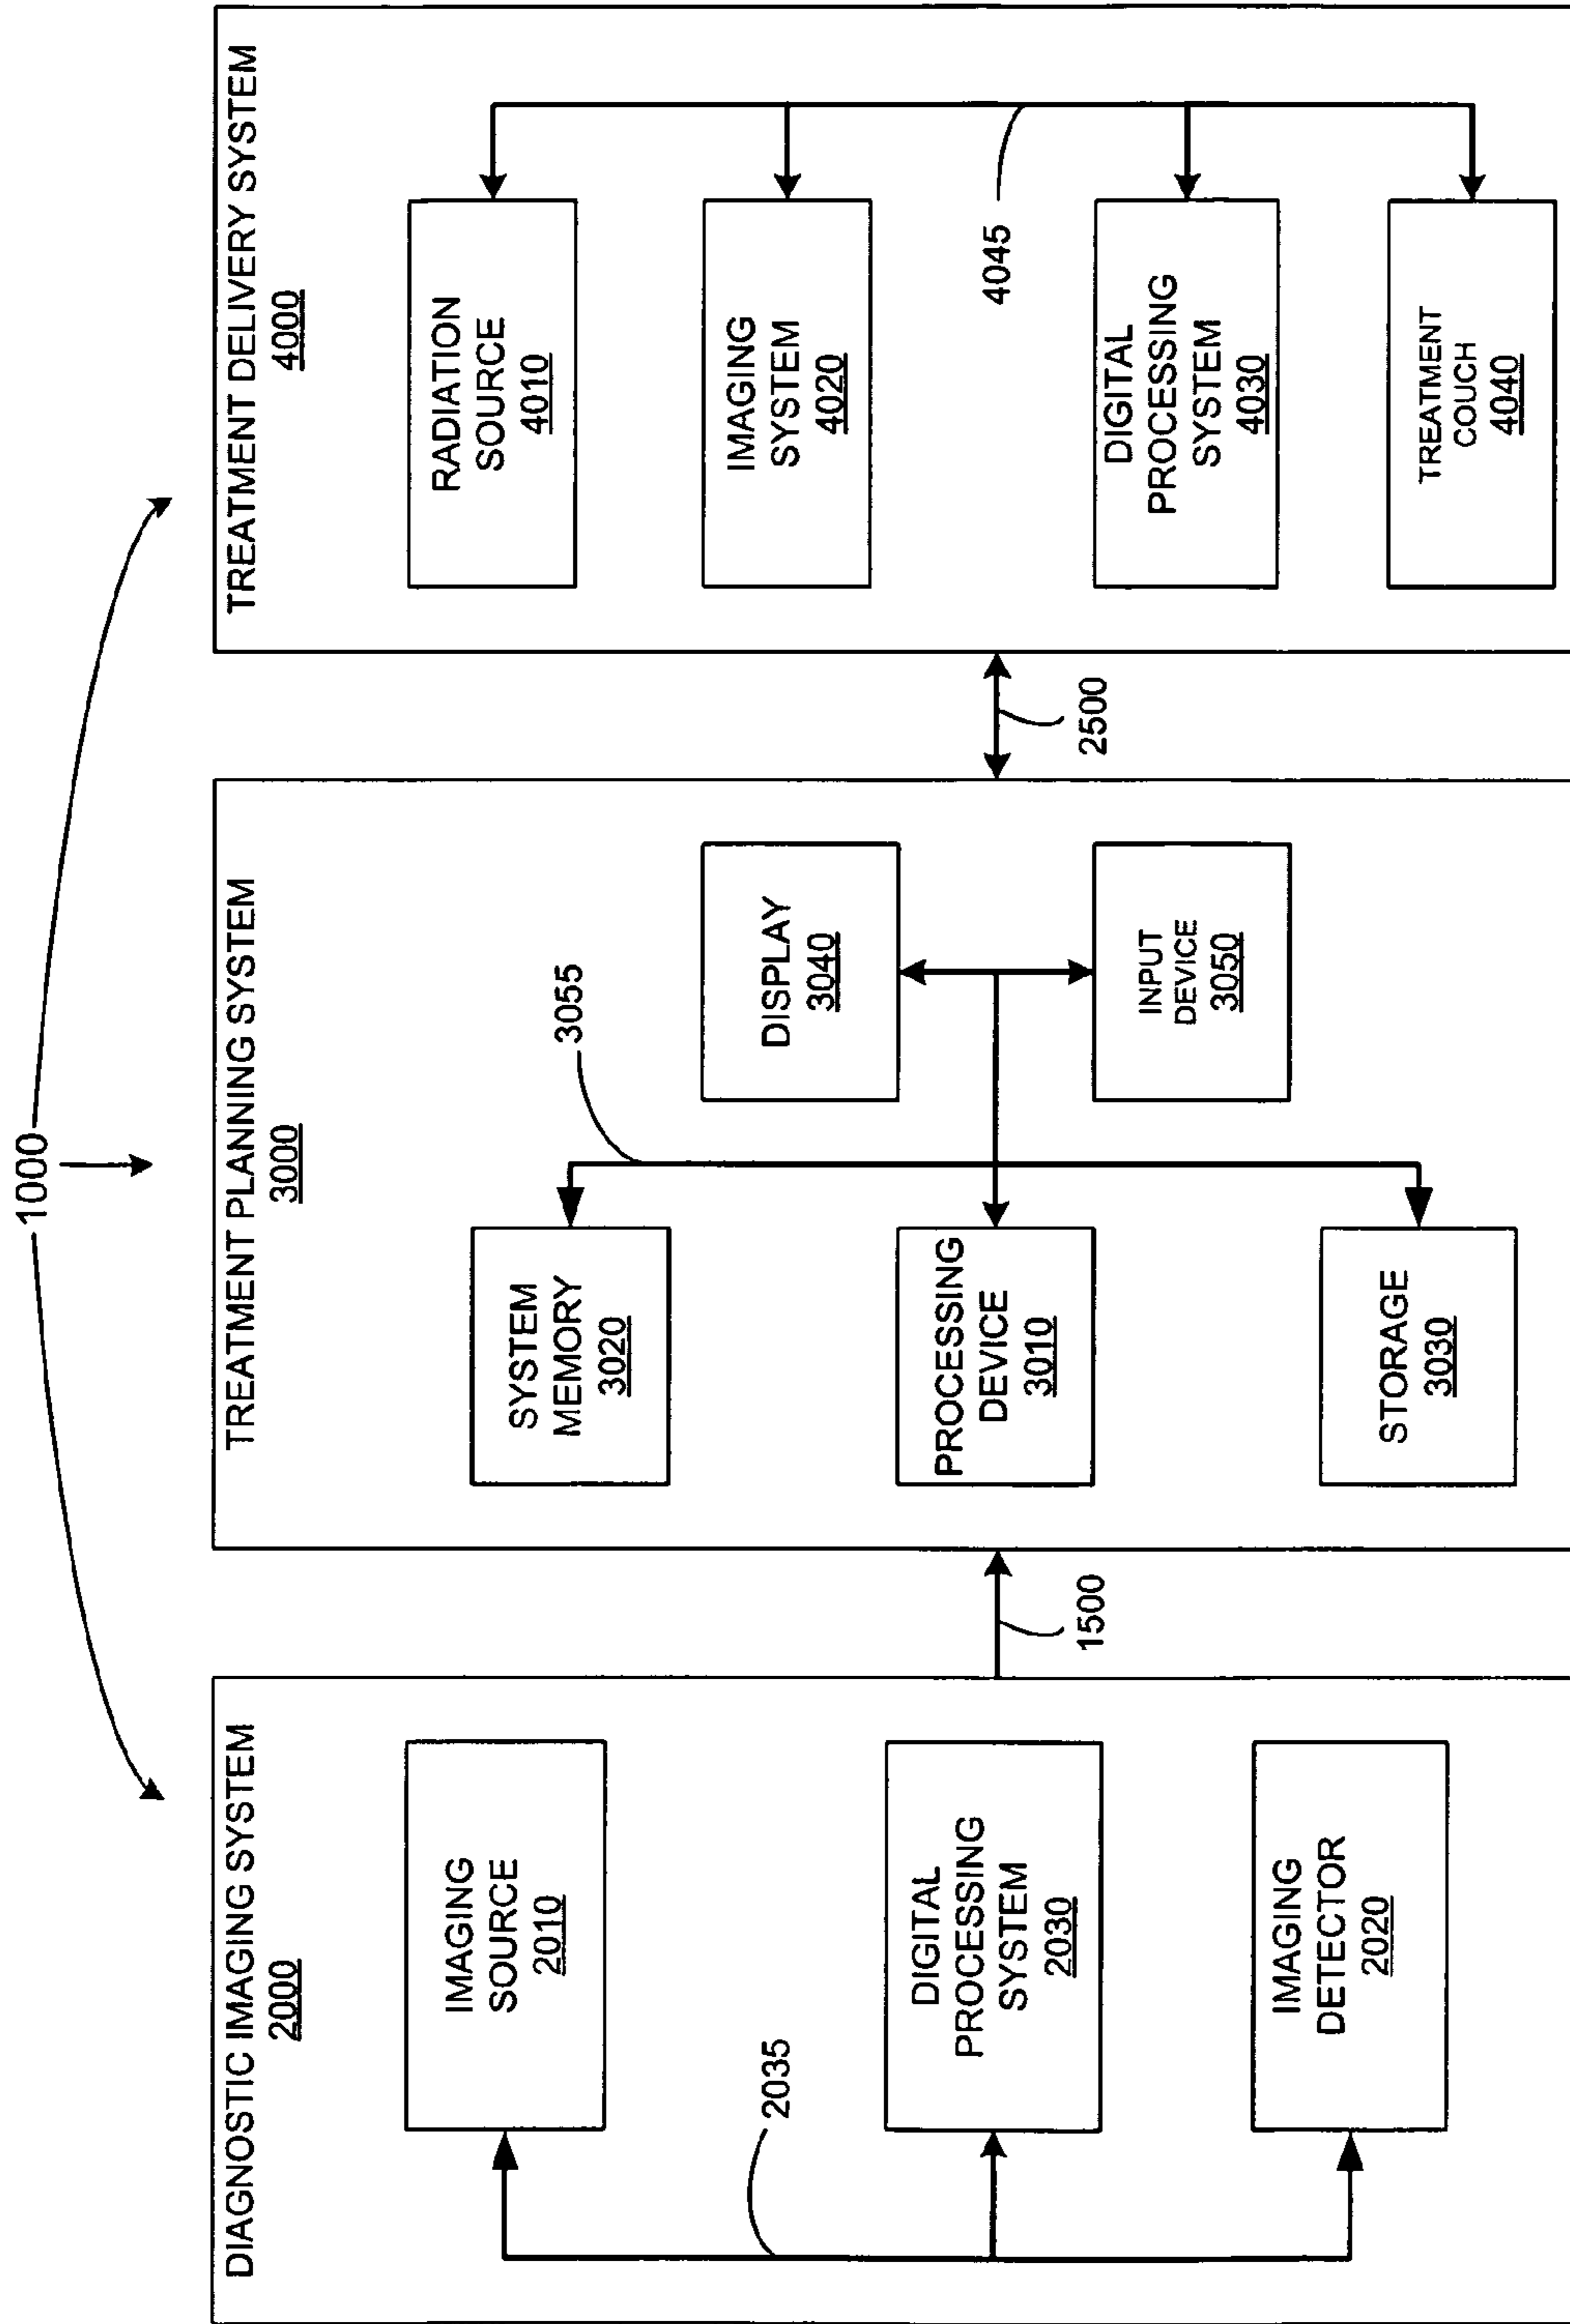 1000
DIAGNOSTIC IMAGING SYSTEM
2000
IMAGING
SOURCE
2010
2035
DIGITAL
PROCESSING
SYSTEM
2030
IMAGING
DETECTOR
2020
1500
TREATMENT PLANNING SYSTEM
3000
3055
SYSTEM
MEMORY
3020
DISPLAY
3040
PROCESSING
DEVICE
3010
INPUT
DEVICE
3050
STORAGE
3030
2500
TREATMENT DELIVERY SYSTEM
4000
RADIATION
SOURCE
4010
IMAGING
SYSTEM
4020
4045
DIGITAL
PROCESSING
SYSTEM
4030
TREATMENT
COUCH
4040